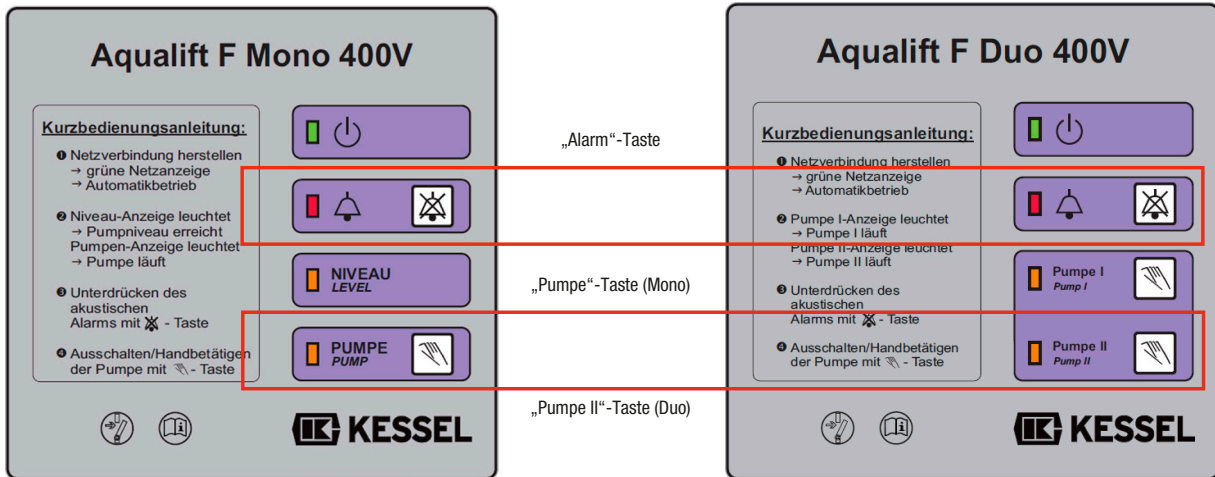 Aqualift F Mono 400V
Kurzbedienungsanleitung:
❶ Netzverbindung herstellen
→ grüne Netzanzeige
→ Automatikbetrieb
❷ Niveau-Anzeige leuchtet
→ Pumpniveau erreicht
Pumpen-Anzeige leuchtet
→ Pumpe läuft
❸ Unterdrücken des
akustischen
Alarms mit - Taste
❹ Ausschalten/Handbetätigen
der Pumpe mit - Taste
NIVEAU
LEVEL
PUMPE
PUMP
KESSEL
„Alarm“-Taste
„Pumpe“-Taste (Mono)
„Pumpe II“-Taste (Duo)
Aqualift F Duo 400V
Kurzbedienungsanleitung:
❶ Netzverbindung herstellen
→ grüne Netzanzeige
→ Automatikbetrieb
❷ Pumpe I-Anzeige leuchtet
→ Pumpe I läuft
Pumpe II-Anzeige leuchtet
→ Pumpe II läuft
❸ Unterdrücken des
akustischen
Alarms mit - Taste
❹ Ausschalten/Handbetätigen
der Pumpe mit - Taste
Pumpe I
Pump I
Pumpe II
Pump II
KESSEL